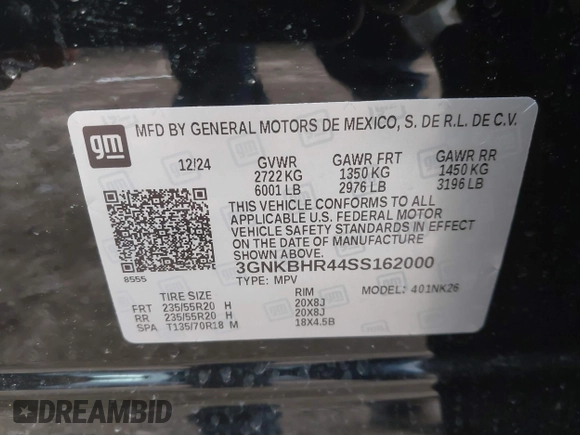 gm
MFD BY GENERAL MOTORS DE MEXICO, S. DE R.L. DE C.V.
12/24 GVWR GAWR FRT GAWR RR
2722 KG 1350 KG 1450 KG
6001 LB 2976 LB 3196 LB
THIS VEHICLE CONFORMS TO ALL
APPLICABLE U.S. FEDERAL MOTOR
VEHICLE SAFETY STANDARDS IN EFFECT
ON THE DATE OF MANUFACTURE
SHOWN ABOVE.
3GNKBHR44SS162000
8555
TYPE: MPV MODEL: 401NK26
TIRE SIZE RIM
FRT 235/55R20 H 20X8J
RR 235/55R20 H 20X8J
SPA T135/70R18 M 18X4.5B
DREAMBID